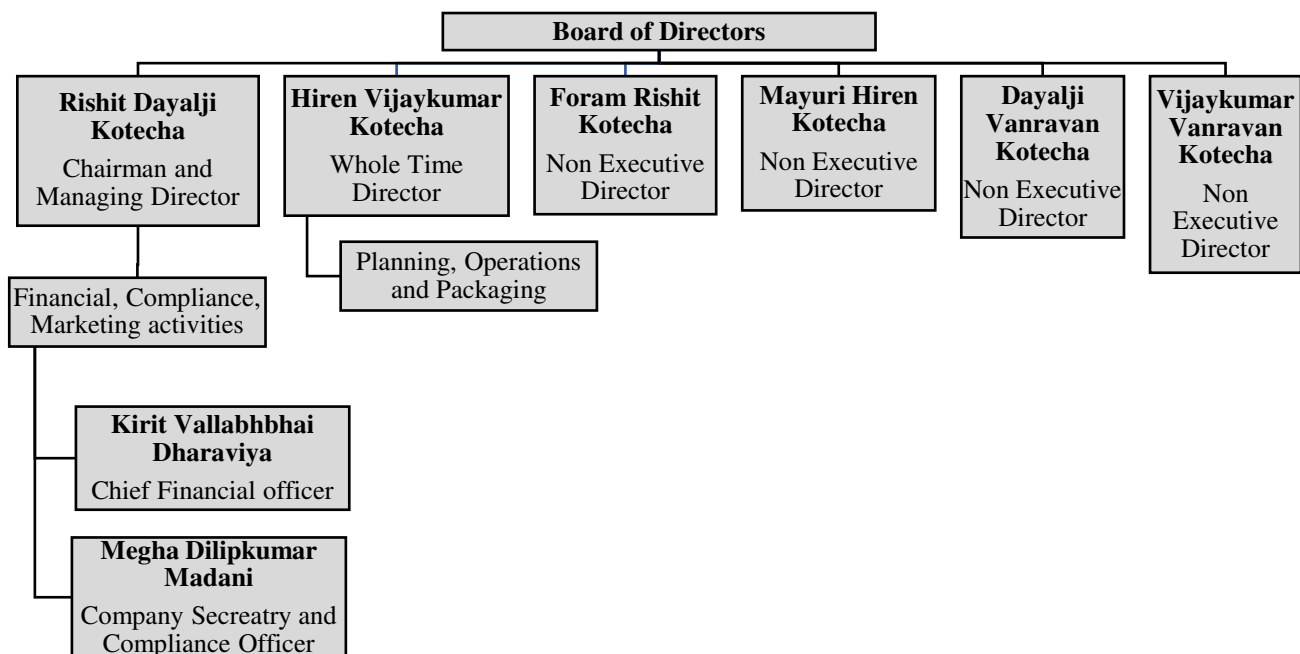 Board of Directors
Rishit Dayalji
Kotecha
Chairman and
Managing Director
Hiren Vijaykumar
Kotecha
Whole Time
Director
Foram Rishit
Kotecha
Non Executive
Director
Mayuri Hiren
Kotecha
Non Executive
Director
Dayalji
Vanravan
Kotecha
Non Executive
Director
Vijaykumar
Vanravan
Kotecha
Non
Executive
Director
Financial, Compliance,
Marketing activities
Planning, Operations
and Packaging
Kirit Vallabhbhai
Dharaviya
Chief Financial officer
Megha Dilipkumar
Madani
Company Secreatry and
Compliance Officer